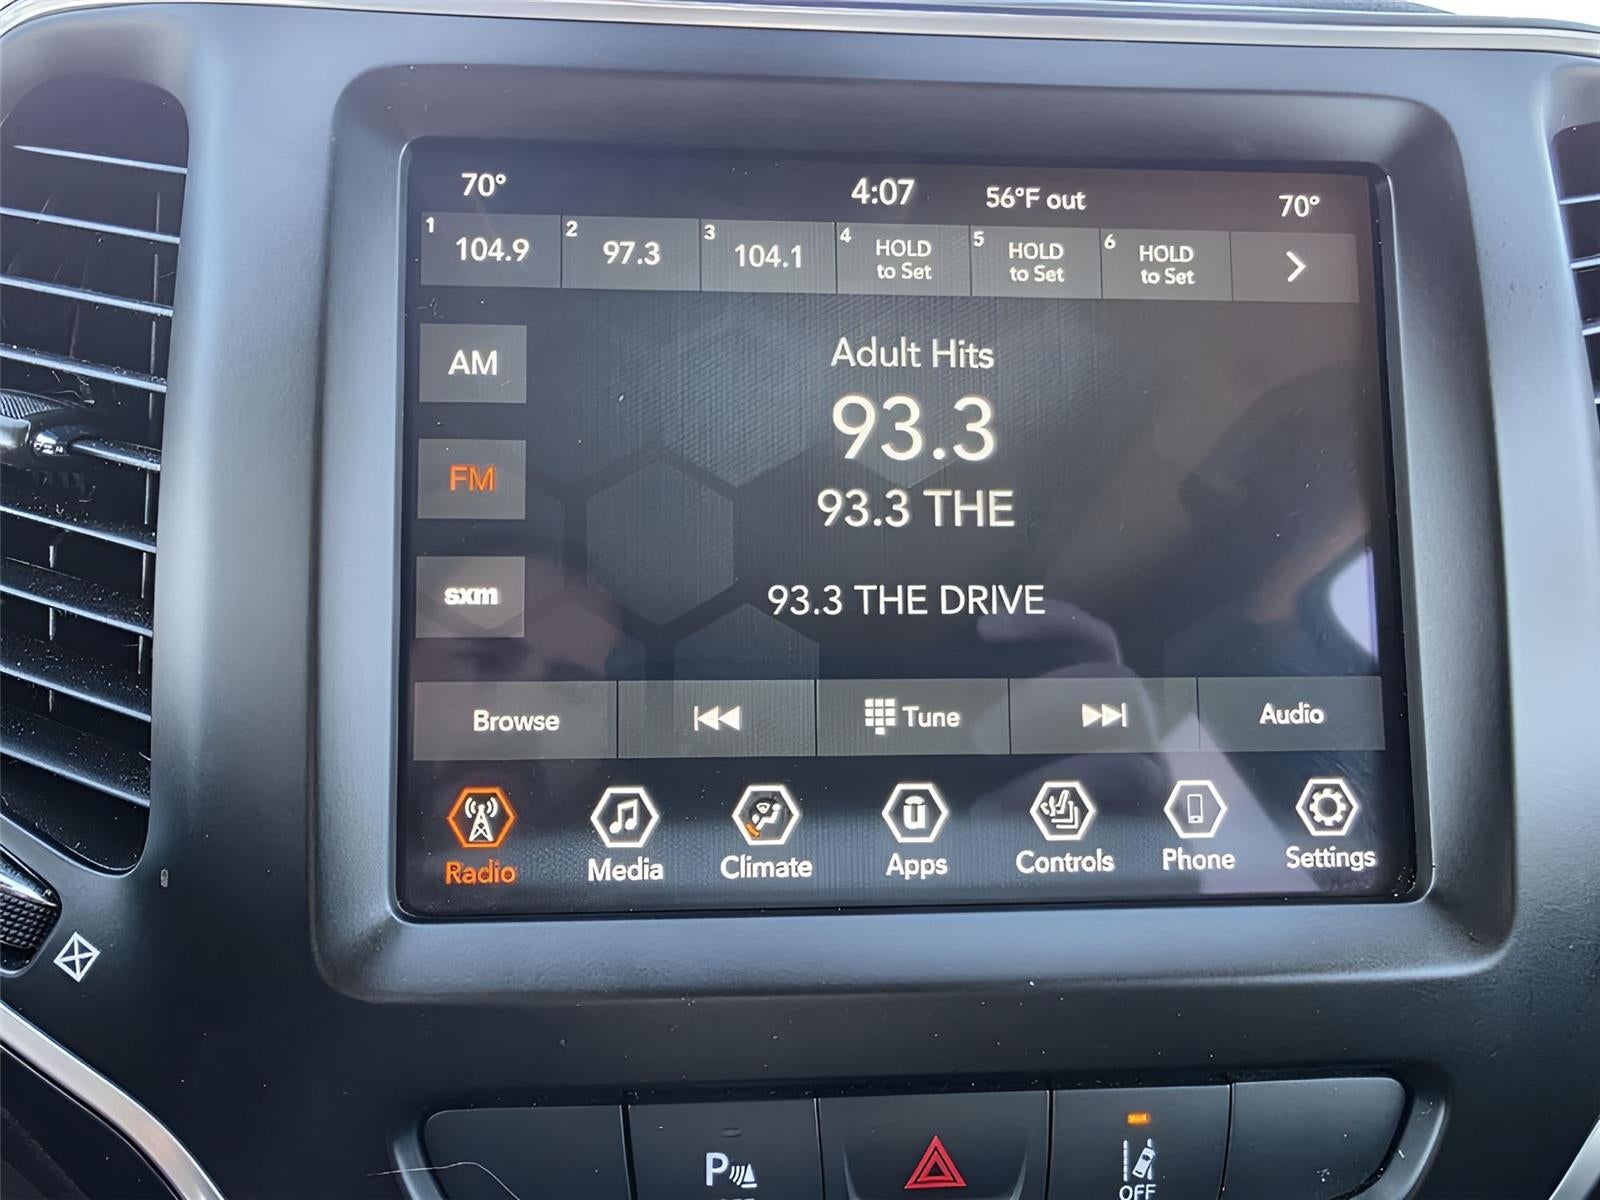 70° 4:07 56°F out 70°
1 104.9 2 97.3 3 104.1 4 HOLD to Set 5 HOLD to Set 6 HOLD to Set
AM
Adult Hits
93.3
FM
93.3 THE
sxm
93.3 THE DRIVE
Browse Tune Audio
Radio Media Climate Apps Controls Phone Settings
P
OFF